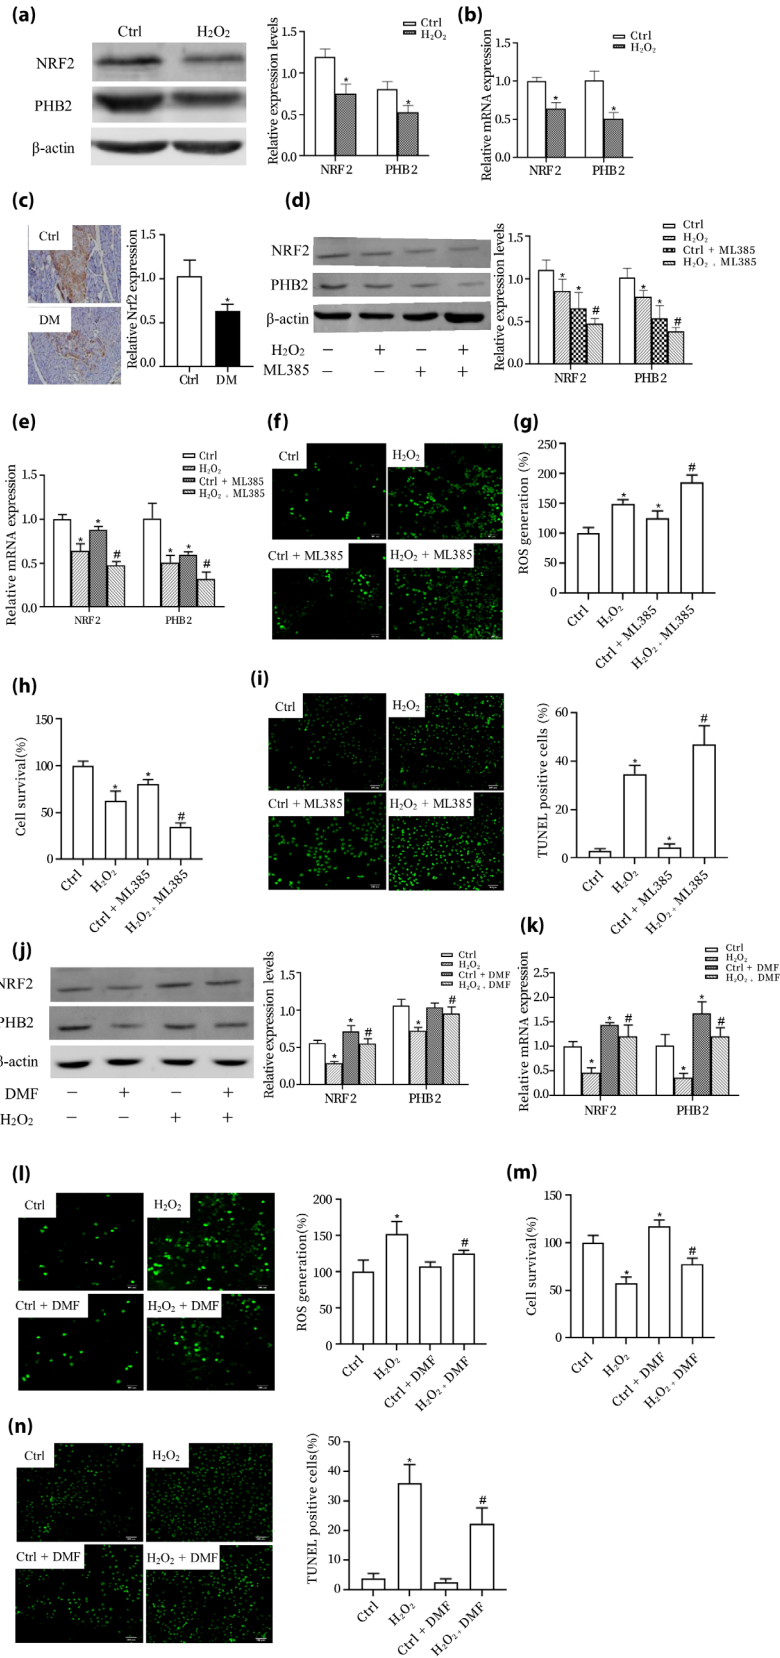 (a)
Ctrl H2O2
NRF2
PHB2
β-actin
Relative expression levels
1.5
1.0
0.5
0.0
NRF2 PHB2
Ctrl
H2O2
* *
(b)
Relative mRNA expression
1.5
1.0
0.5
0.0
NRF2 PHB2
Ctrl
H2O2
* *
(c)
Ctrl
DM
Relative Nrf2 expression
1.5
1.0
0.5
0.0
Ctrl DM
*
(d)
NRF2
PHB2
β-actin
H2O2 − + − +
ML385 − − + +
Relative expression levels
1.5
1.0
0.5
0.0
NRF2 PHB2
Ctrl
H2O2
Ctrl + ML385
H2O2 + ML385
* * # * * #
(e)
Relative mRNA expression
1.5
1.0
0.5
0.0
NRF2 PHB2
Ctrl
H2O2
Ctrl + ML385
H2O2 + ML385
* * # * * #
(f)
Ctrl H2O2
Ctrl + ML385 H2O2 + ML385
(g)
ROS generation (%)
250
200
150
100
50
0
Ctrl
H2O2
Ctrl + ML385
H2O2 + ML385
* * #
(h)
Cell survival(%)
150
100
50
0
Ctrl
H2O2
Ctrl + ML385
H2O2 + ML385
* * #
(i)
Ctrl H2O2
Ctrl + ML385 H2O2 + ML385
TUNEL positive cells (%)
60
40
20
0
Ctrl
H2O2
Ctrl + ML385
H2O2 + ML385
* * #
(j)
NRF2
PHB2
β-actin
DMF − + − +
H2O2 − − + +
Relative expression levels
1.5
1.0
0.5
0.0
NRF2 PHB2
Ctrl
H2O2
Ctrl + DMF
H2O2 + DMF
* * # * #
(k)
Relative mRNA expression
2.5
2.0
1.5
1.0
0.5
0.0
NRF2 PHB2
Ctrl
H2O2
Ctrl + DMF
H2O2 + DMF
* * # * * #
(l)
Ctrl H2O2
Ctrl + DMF H2O2 + DMF
ROS generation(%)
200
150
100
50
0
Ctrl
H2O2
Ctrl + DMF
H2O2 + DMF
* #
(m)
Cell survival(%)
150
100
50
0
Ctrl
H2O2
Ctrl + DMF
H2O2 + DMF
* * #
(n)
Ctrl H2O2
Ctrl + DMF H2O2 + DMF
TUNEL positive cells(%)
50
40
30
20
10
0
Ctrl
H2O2
Ctrl + DMF
H2O2 + DMF
* #